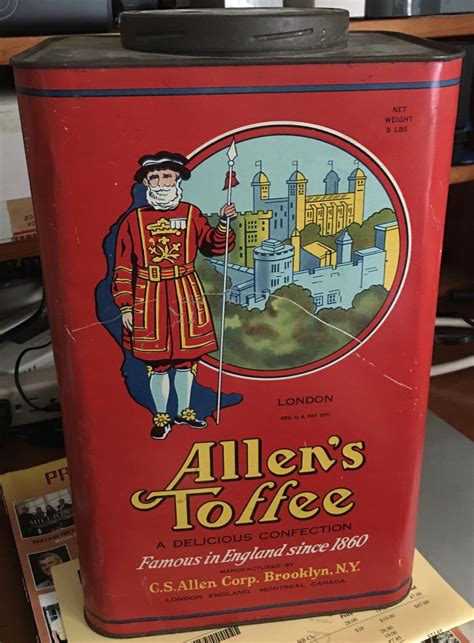 NET
WEIGHT
5 LBS
LONDON
REG. U. S. PAT. OFF.
Allen's
Toffee
A DELICIOUS CONFECTION
Famous in England since 1860
MANUFACTURED BY
C.S. Allen Corp. Brooklyn, N.Y.
LONDON ENGLAND, MONTREAL CANADA